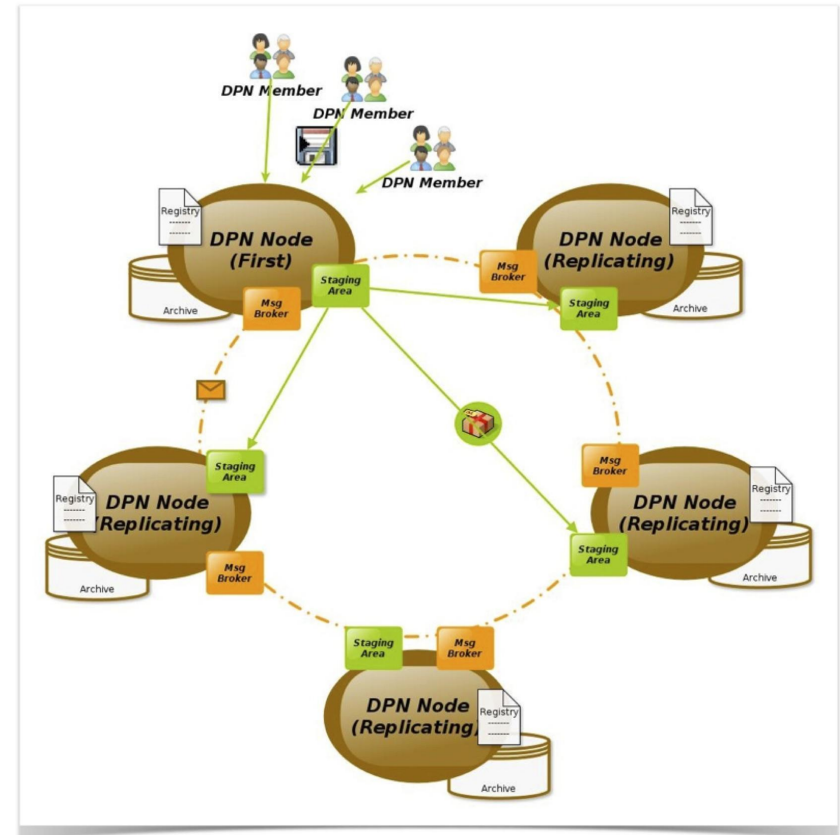 DPN Member
DPN Member
DPN Member
Registry
-------
-------
DPN Node
(First)
Archive
Msg
Broker
Staging
Area
DPN Node
(Replicating)
Registry
-------
-------
Msg
Broker
Staging
Area
Archive
Staging
Area
Registry
-------
-------
DPN Node
(Replicating)
Msg
Broker
Archive
Msg
Broker
DPN Node
(Replicating)
Registry
-------
-------
Staging
Area
Archive
Staging
Area
Msg
Broker
DPN Node
(Replicating)
Registry
-------
-------
Archive